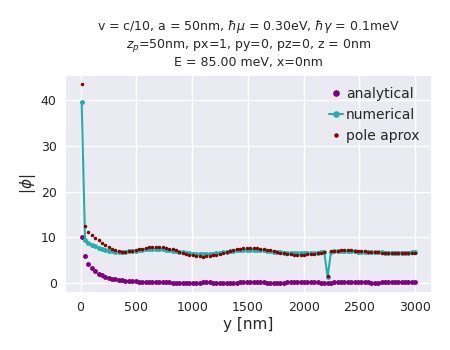 v = c/10, a = 50nm, ℏμ = 0.30eV, ℏγ = 0.1meV
z_p=50nm, px=1, py=0, pz=0, z = 0nm
E = 85.00 meV, x=0nm
analytical
numerical
pole aprox
|ϕ|
40
30
20
10
0
0 500 1000 1500 2000 2500 3000
y [nm]